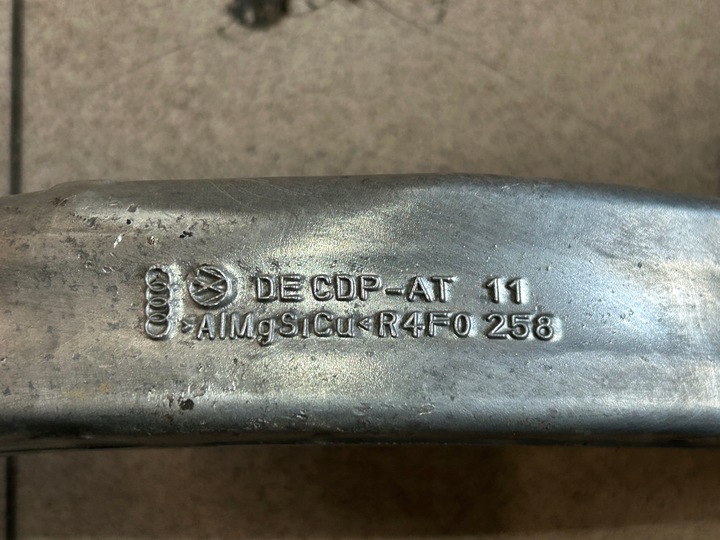 DE CDP-AT 11
>AlMgSiCu< R4F0 258